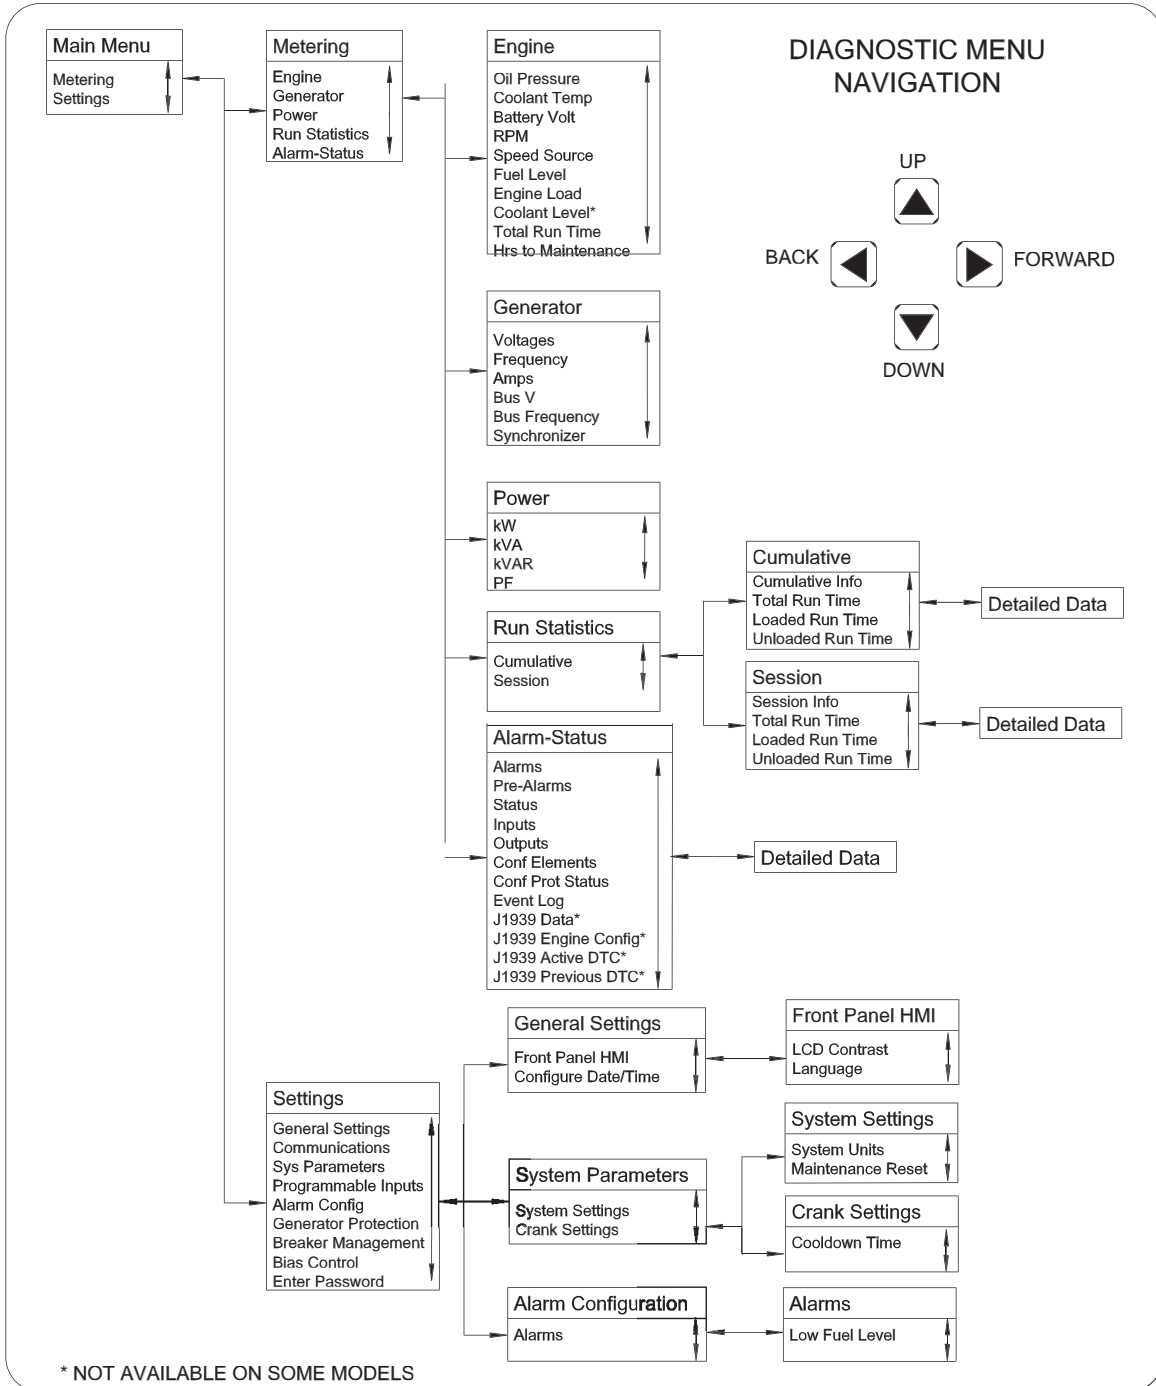 DIAGNOSTIC MENU
NAVIGATION
UP
BACK
FORWARD
DOWN
Main Menu
Metering
Settings
Metering
Engine
Generator
Power
Run Statistics
Alarm-Status
Engine
Oil Pressure
Coolant Temp
Battery Volt
RPM
Speed Source
Fuel Level
Engine Load
Coolant Level*
Total Run Time
Hrs to Maintenance
Generator
Voltages
Frequency
Amps
Bus V
Bus Frequency
Synchronizer
Power
kW
kVA
kVAR
PF
Run Statistics
Cumulative
Session
Cumulative
Cumulative Info
Total Run Time
Loaded Run Time
Unloaded Run Time
Detailed Data
Session
Session Info
Total Run Time
Loaded Run Time
Unloaded Run Time
Detailed Data
Alarm-Status
Alarms
Pre-Alarms
Status
Inputs
Outputs
Conf Elements
Conf Prot Status
Event Log
J1939 Data*
J1939 Engine Config*
J1939 Active DTC*
J1939 Previous DTC*
Detailed Data
Settings
General Settings
Communications
Sys Parameters
Programmable Inputs
Alarm Config
Generator Protection
Breaker Management
Bias Control
Enter Password
General Settings
Front Panel HMI
Configure Date/Time
Front Panel HMI
LCD Contrast
Language
System Parameters
System Settings
Crank Settings
System Settings
System Units
Maintenance Reset
Crank Settings
Cooldown Time
Alarm Configuration
Alarms
Alarms
Low Fuel Level
* NOT AVAILABLE ON SOME MODELS